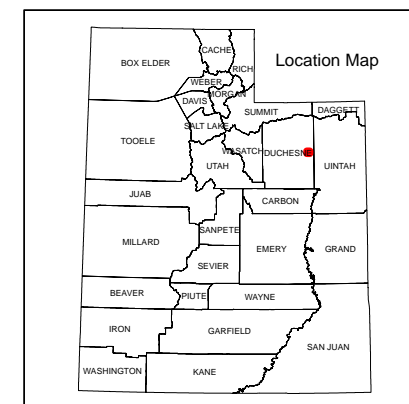 Location Map
CACHE
BOX ELDER
RICH
WEBER
MORGAN
DAVIS
SUMMIT
DAGGETT
SALT LAKE
TOOELE
WASATCH
DUCHESNE
UTAH
UINTAH
JUAB
CARBON
SANPETE
MILLARD
EMERY
GRAND
SEVIER
BEAVER
PIUTE
WAYNE
IRON
GARFIELD
SAN JUAN
WASHINGTON
KANE